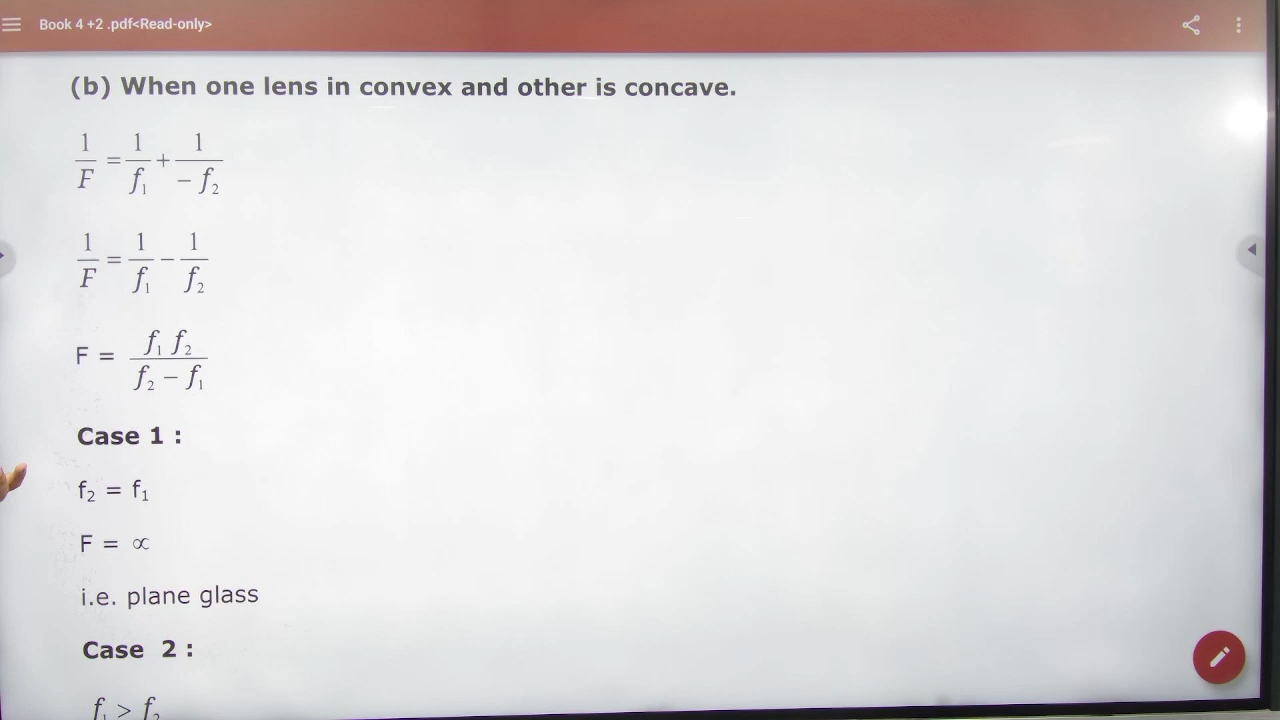 Book 4 +2 .pdf<Read-only>
(b) When one lens in convex and other is concave.
1/F = 1/f₁ + 1/−f₂
1/F = 1/f₁ − 1/f₂
F = f₁ f₂/f₂ − f₁
Case 1 :
f₂ = f₁
F = ∝
i.e. plane glass
Case 2 :
f₁ > f₂